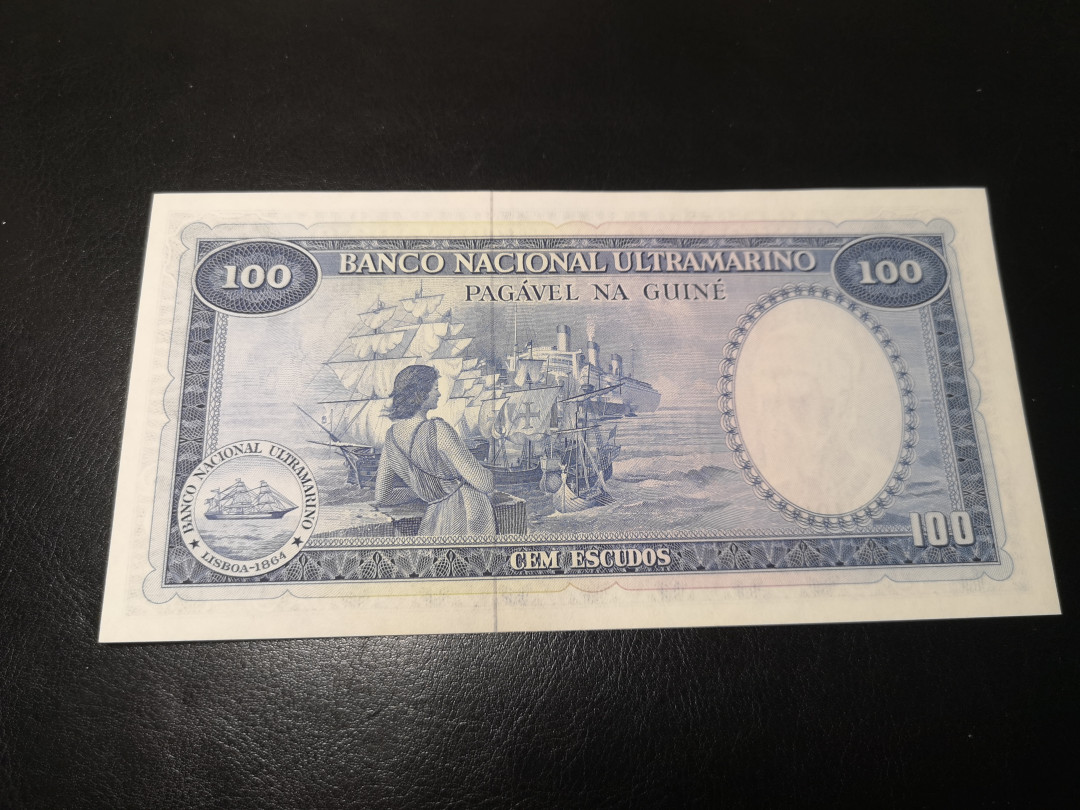 100 BANCO NACIONAL ULTRAMARINO 100
PAGÁVEL NA GUINÉ
BANCO NACIONAL ULTRAMARINO
★ LISBOA-1864 ★
CEM ESCUDOS
100